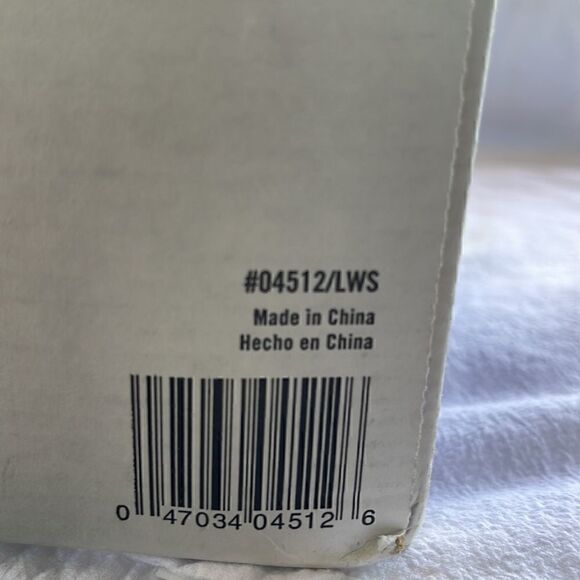 #04512/LWS
Made in China
Hecho en China
0 47034 04512 6